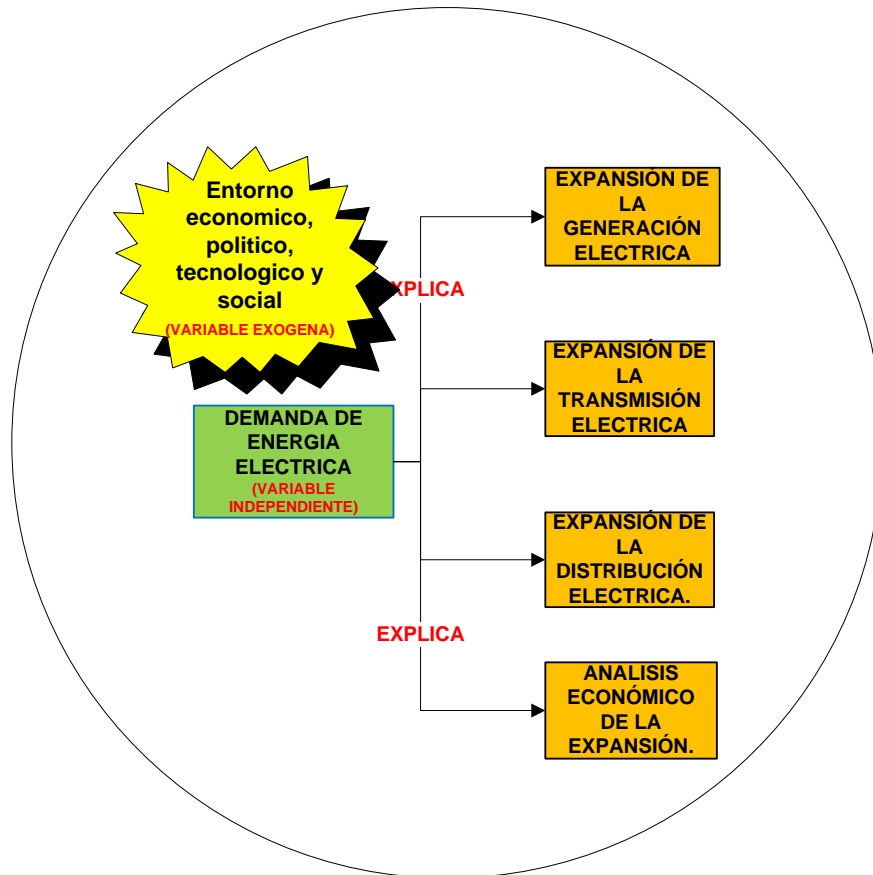 Entorno
economico,
politico,
tecnologico y
social
(VARIABLE EXOGENA)
XPLICA
DEMANDA DE
ENERGIA
ELECTRICA
(VARIABLE
INDEPENDIENTE)
EXPLICA
EXPANSIÓN DE
LA
GENERACIÓN
ELECTRICA
EXPANSIÓN DE
LA
TRANSMISIÓN
ELECTRICA
EXPANSIÓN DE
LA
DISTRIBUCIÓN
ELECTRICA.
ANALISIS
ECONÓMICO
DE LA
EXPANSIÓN.